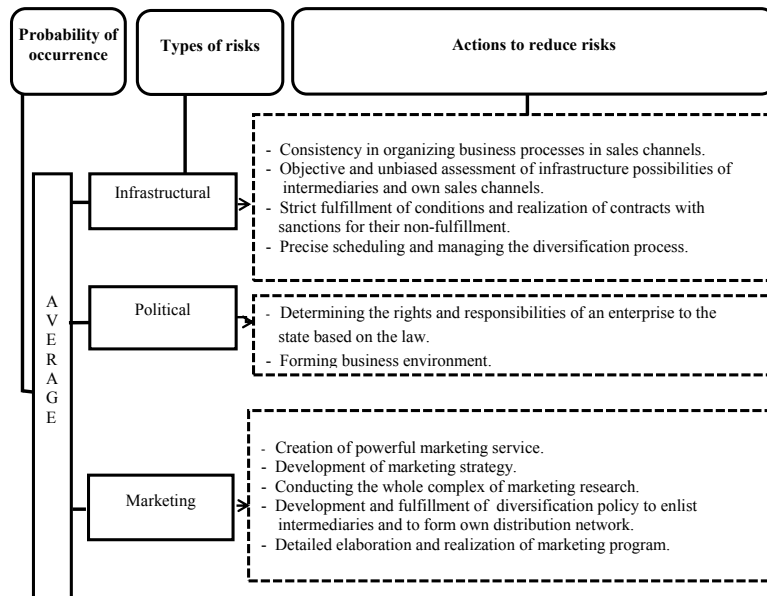 Probability of
occurrence
Types of risks
Actions to reduce risks
AVERAGE
Infrastructural
- Consistency in organizing business processes in sales channels.
- Objective and unbiased assessment of infrastructure possibilities of
intermediaries and own sales channels.
- Strict fulfillment of conditions and realization of contracts with
sanctions for their non-fulfillment.
- Precise scheduling and managing the diversification process.
Political
- Determining the rights and responsibilities of an enterprise to the
state based on the law.
- Forming business environment.
Marketing
- Creation of powerful marketing service.
- Development of marketing strategy.
- Conducting the whole complex of marketing research.
- Development and fulfillment of diversification policy to enlist
intermediaries and to form own distribution network.
- Detailed elaboration and realization of marketing program.